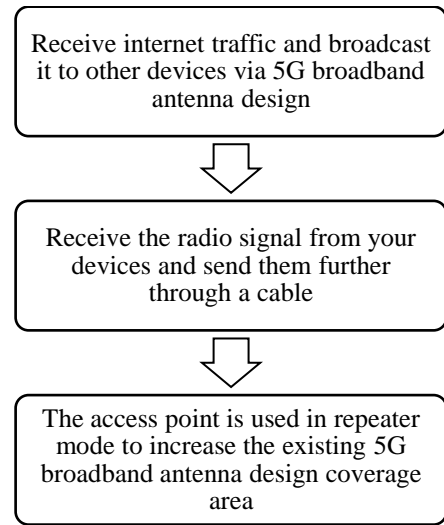 Receive internet traffic and broadcast
it to other devices via 5G broadband
antenna design
Receive the radio signal from your
devices and send them further
through a cable
The access point is used in repeater
mode to increase the existing 5G
broadband antenna design coverage
area